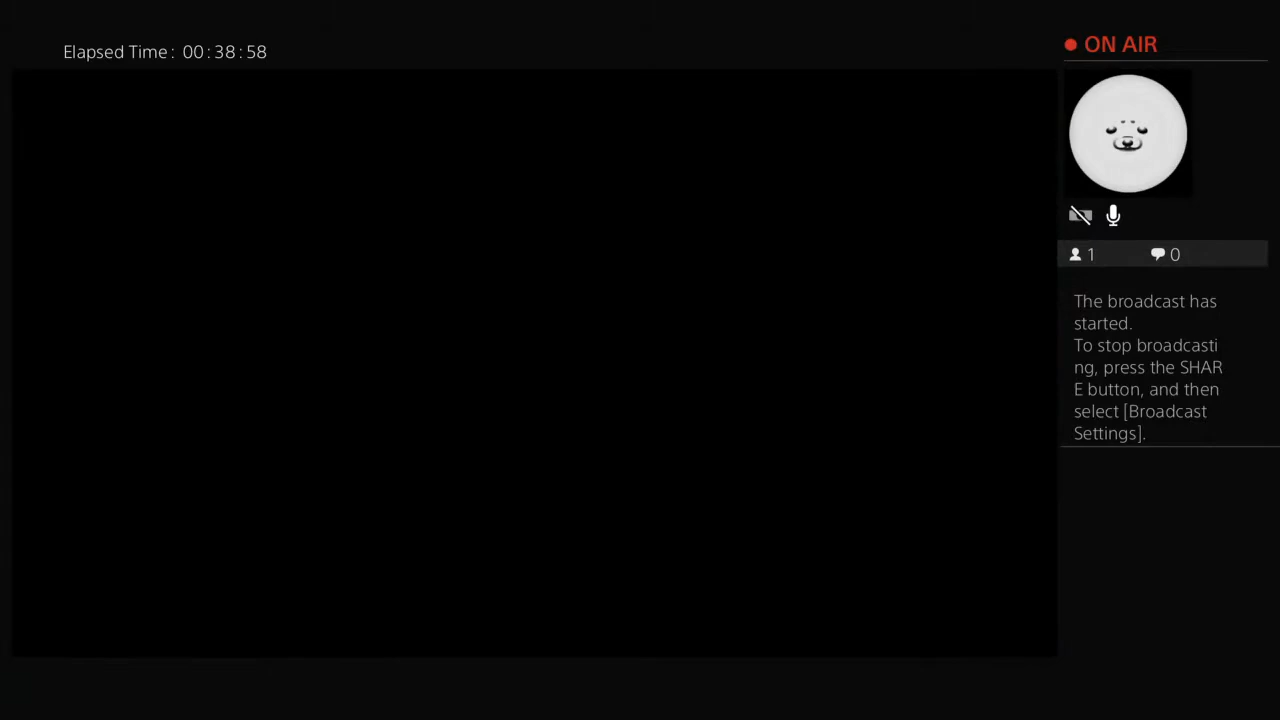 Elapsed Time: 00:38:58
ON AIR
1 0
The broadcast has
started.
To stop broadcasti
ng, press the SHAR
E button, and then
select [Broadcast
Settings].